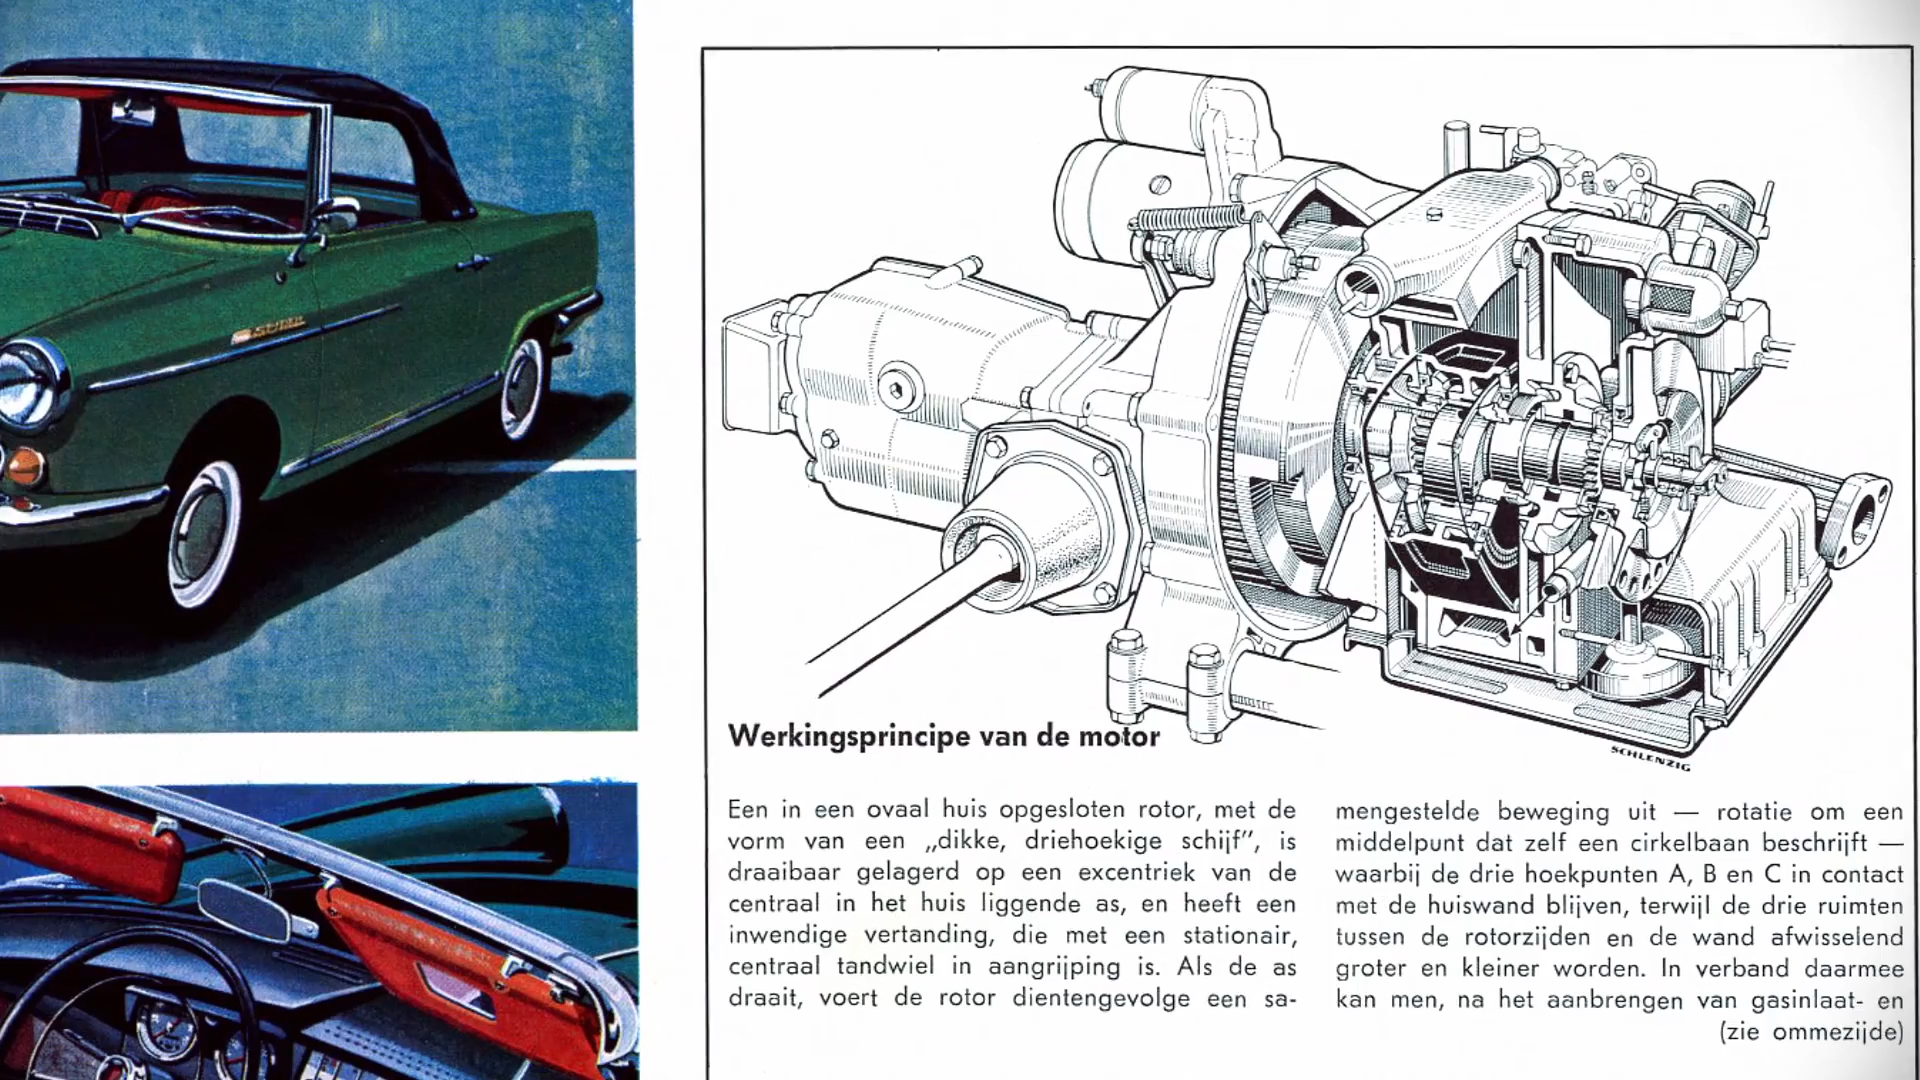 SCHLENZIG
Werkingsprincipe van de motor
Een in een ovaal huis opgesloten rotor, met de
vorm van een „dikke, driehoekige schijf”, is
draaibaar gelagerd op een excentriek van de
centraal in het huis liggende as, en heeft een
inwendige vertanding, die met een stationair,
centraal tandwiel in aangrijping is. Als de as
draait, voert de rotor dientengevolge een sa-
mengestelde beweging uit — rotatie om een
middelpunt dat zelf een cirkelbaan beschrijft —
waarbij de drie hoekpunten A, B en C in contact
met de huiswand blijven, terwijl de drie ruimten
tussen de rotorzijden en de wand afwisselend
groter en kleiner worden. In verband daarmee
kan men, na het aanbrengen van gasinlaat- en
(zie ommezijde)